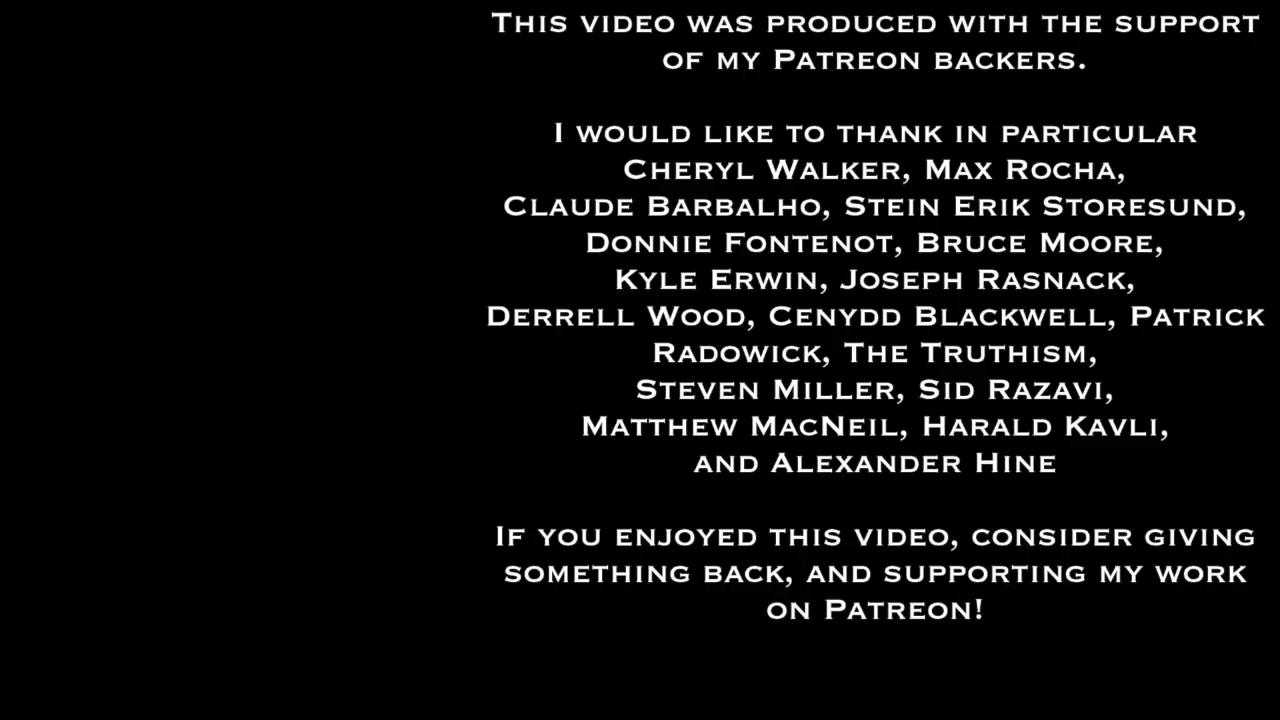 This video was produced with the support
of my Patreon backers.
I would like to thank in particular
Cheryl Walker, Max Rocha,
Claude Barbalho, Stein Erik Storesund,
Donnie Fontenot, Bruce Moore,
Kyle Erwin, Joseph Rasnack,
Derrell Wood, Cenydd Blackwell, Patrick
Radowick, The Truthism,
Steven Miller, Sid Razavi,
Matthew MacNeil, Harald Kavli,
and Alexander Hine
If you enjoyed this video, consider giving
something back, and supporting my work
on Patreon!